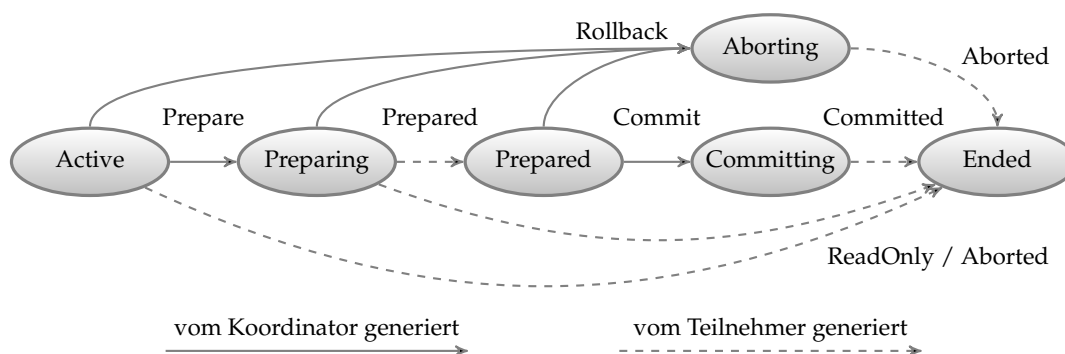 Rollback
Aborting
Aborted
Prepare
Prepared
Commit
Committed
Active
Preparing
Prepared
Committing
Ended
ReadOnly / Aborted
vom Koordinator generiert
vom Teilnehmer generiert